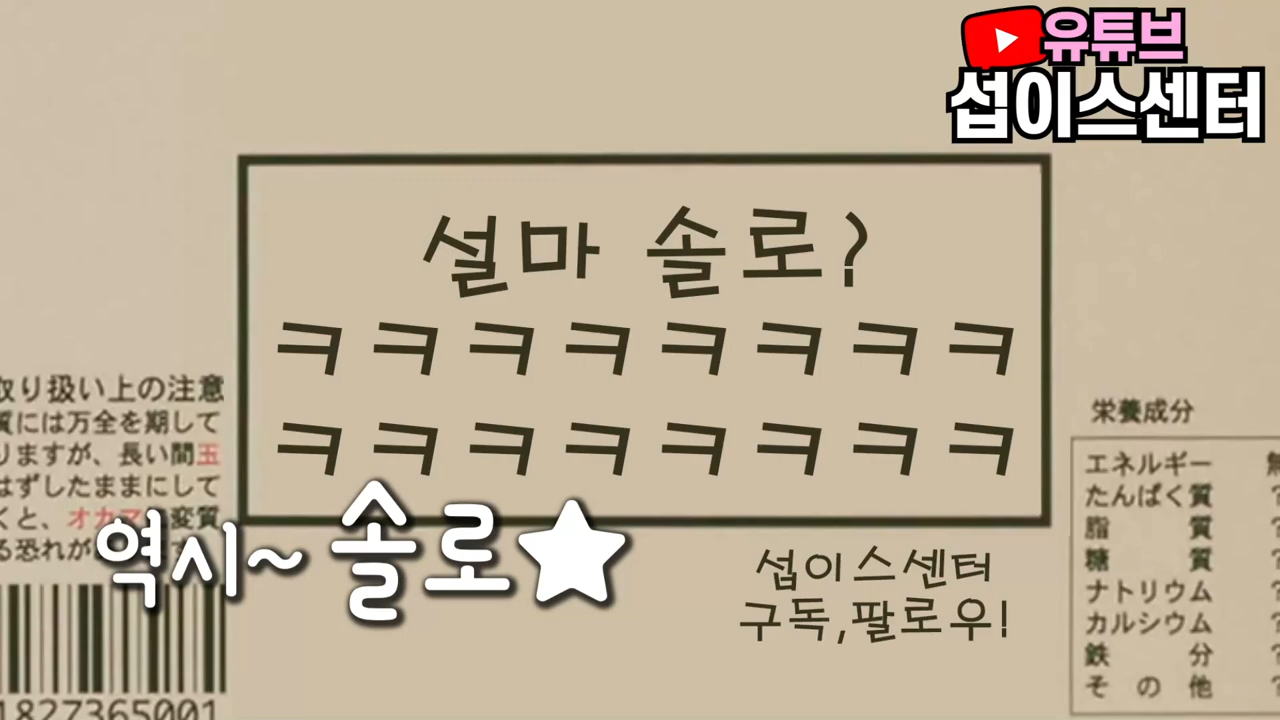 유튜브
섭이스센터
설마 솔로?
ㅋㅋㅋㅋㅋㅋㅋㅋ
ㅋㅋㅋㅋㅋㅋㅋㅋ
역시~ 솔로★
섭이스센터
구독,팔로우!
取り扱い上の注意
質には万全を期して
りますが、長い間玉
はずしたままにして
くと、オカマ 変質
る恐れが
1827365001
栄養成分
エネルギー 無
たんぱく質 ?
脂 質 ?
糖 質 ?
ナトリウム ?
カルシウム ?
鉄 分 ?
そ の 他 ?